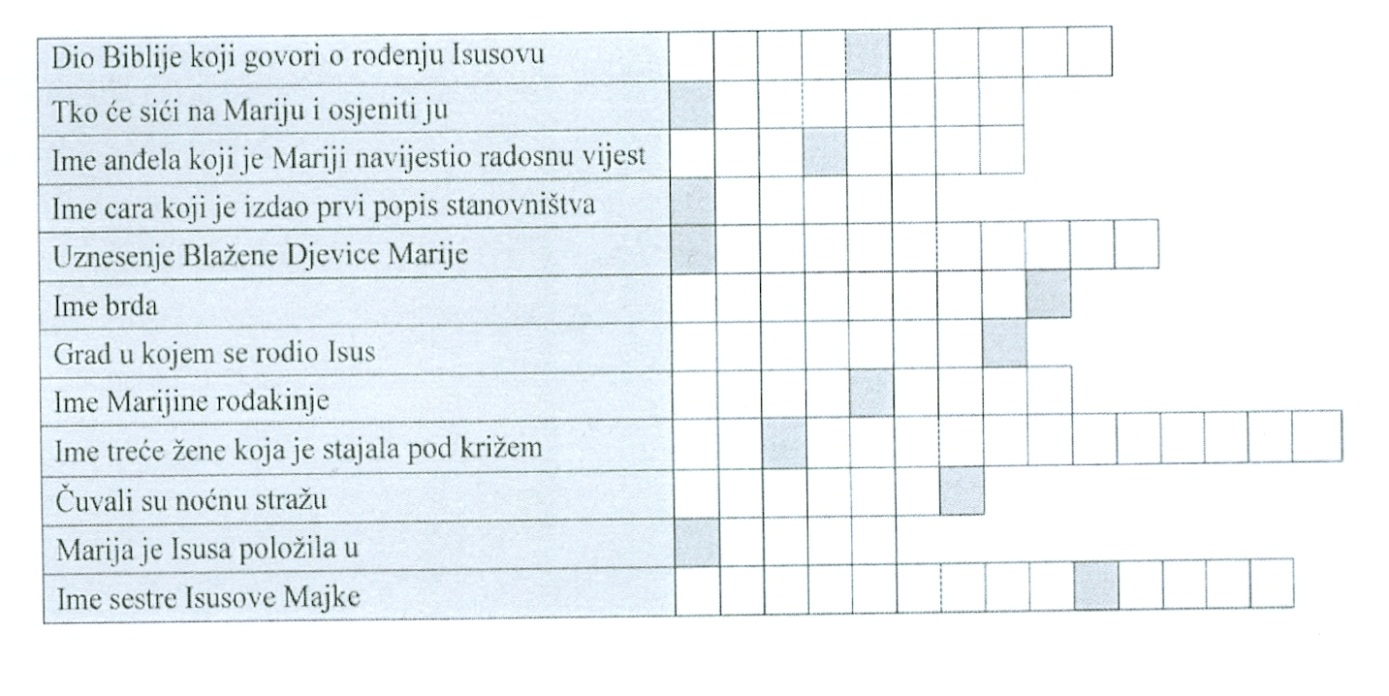 Dio Biblije koji govori o rođenju Isusovu
Tko će sići na Mariju i osjeniti ju
Ime anđela koji je Mariji navijestio radosnu vijest
Ime cara koji je izdao prvi popis stanovništva
Uznesenje Blažene Djevice Marije
Ime brda
Grad u kojem se rodio Isus
Ime Marijine rođakinje
Ime treće žene koja je stajala pod križem
Čuvali su noćnu stražu
Marija je Isusa položila u
Ime sestre Isusove Majke